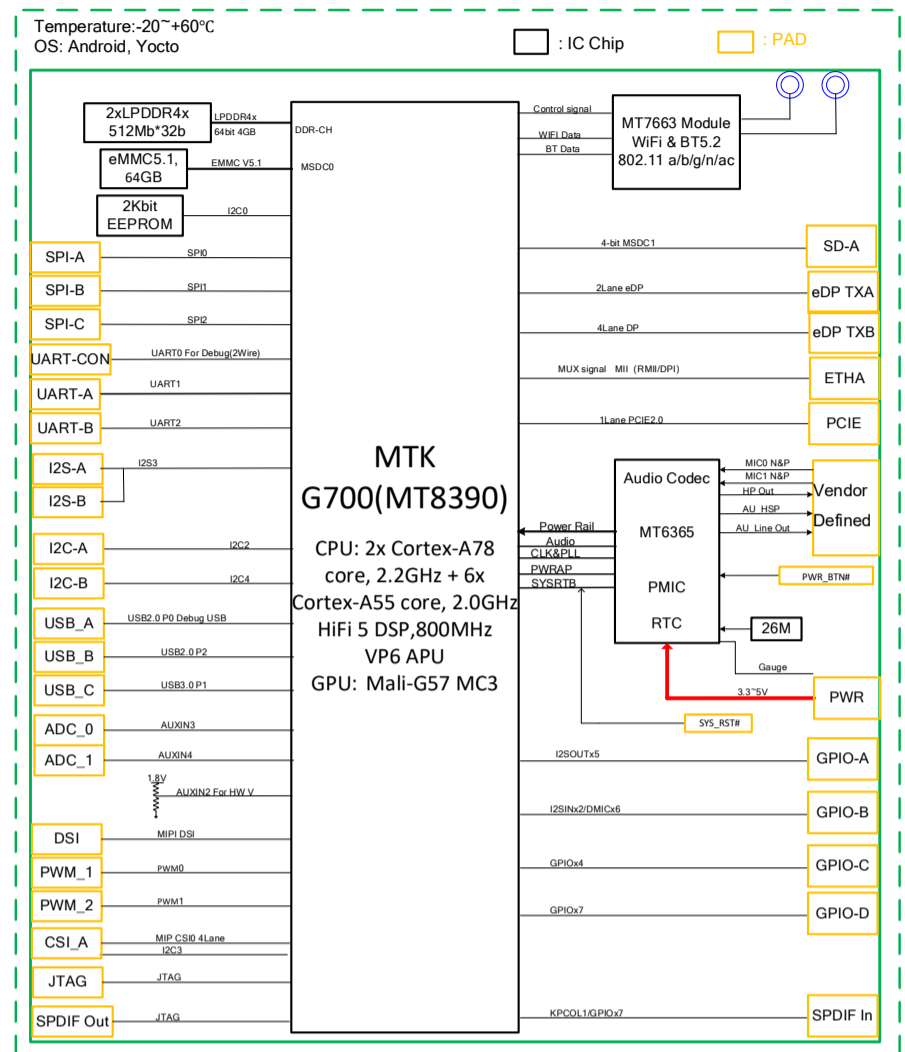 Temperature:-20~+60℃
OS: Android, Yocto
: IC Chip
: PAD
2xLPDDR4x
512Mb*32b
LPDDR4x
64bit 4GB
DDR-CH
eMMC5.1,
64GB
EMMC V5.1
MSDC0
2Kbit
EEPROM
I2C0
SPI-A
SPI0
SPI-B
SPI1
SPI-C
SPI2
UART-CON
UART0 For Debug(2Wire)
UART-A
UART1
UART-B
UART2
I2S-A
I2S3
I2S-B
I2C-A
I2C2
I2C-B
I2C4
USB_A
USB2.0 P0 Debug USB
USB_B
USB2.0 P2
USB_C
USB3.0 P1
ADC_0
AUXIN3
ADC_1
AUXIN4
1.8V
AUXIN2 For HW V
DSI
MIPI DSI
PWM_1
PWM0
PWM_2
PWM1
CSI_A
MIP CSI0 4Lane
I2C3
JTAG
JTAG
SPDIF Out
JTAG
MTK
G700(MT8390)
CPU: 2x Cortex-A78
core, 2.2GHz + 6x
Cortex-A55 core, 2.0GHz
HiFi 5 DSP,800MHz
VP6 APU
GPU: Mali-G57 MC3
Control signal
WIFI Data
BT Data
MT7663 Module
WiFi & BT5.2
802.11 a/b/g/n/ac
4-bit MSDC1
SD-A
2Lane eDP
eDP TXA
4Lane DP
eDP TXB
MUX signal MII (RMII/DPI)
ETHA
1Lane PCIE2.0
PCIE
Power Rail
Audio
CLK&PLL
PWRAP
SYSRTB
Audio Codec
MT6365
PMIC
RTC
MIC0 N&P
MIC1 N&P
HP Out
AU_HSP
AU_Line Out
Vendor
Defined
PWR_BTN#
26M
Gauge
3.3~5V
PWR
SYS_RST#
I2SOUTx5
GPIO-A
I2SINx2/DMICx6
GPIO-B
GPIOx4
GPIO-C
GPIOx7
GPIO-D
KPCOL1/GPIOx7
SPDIF In